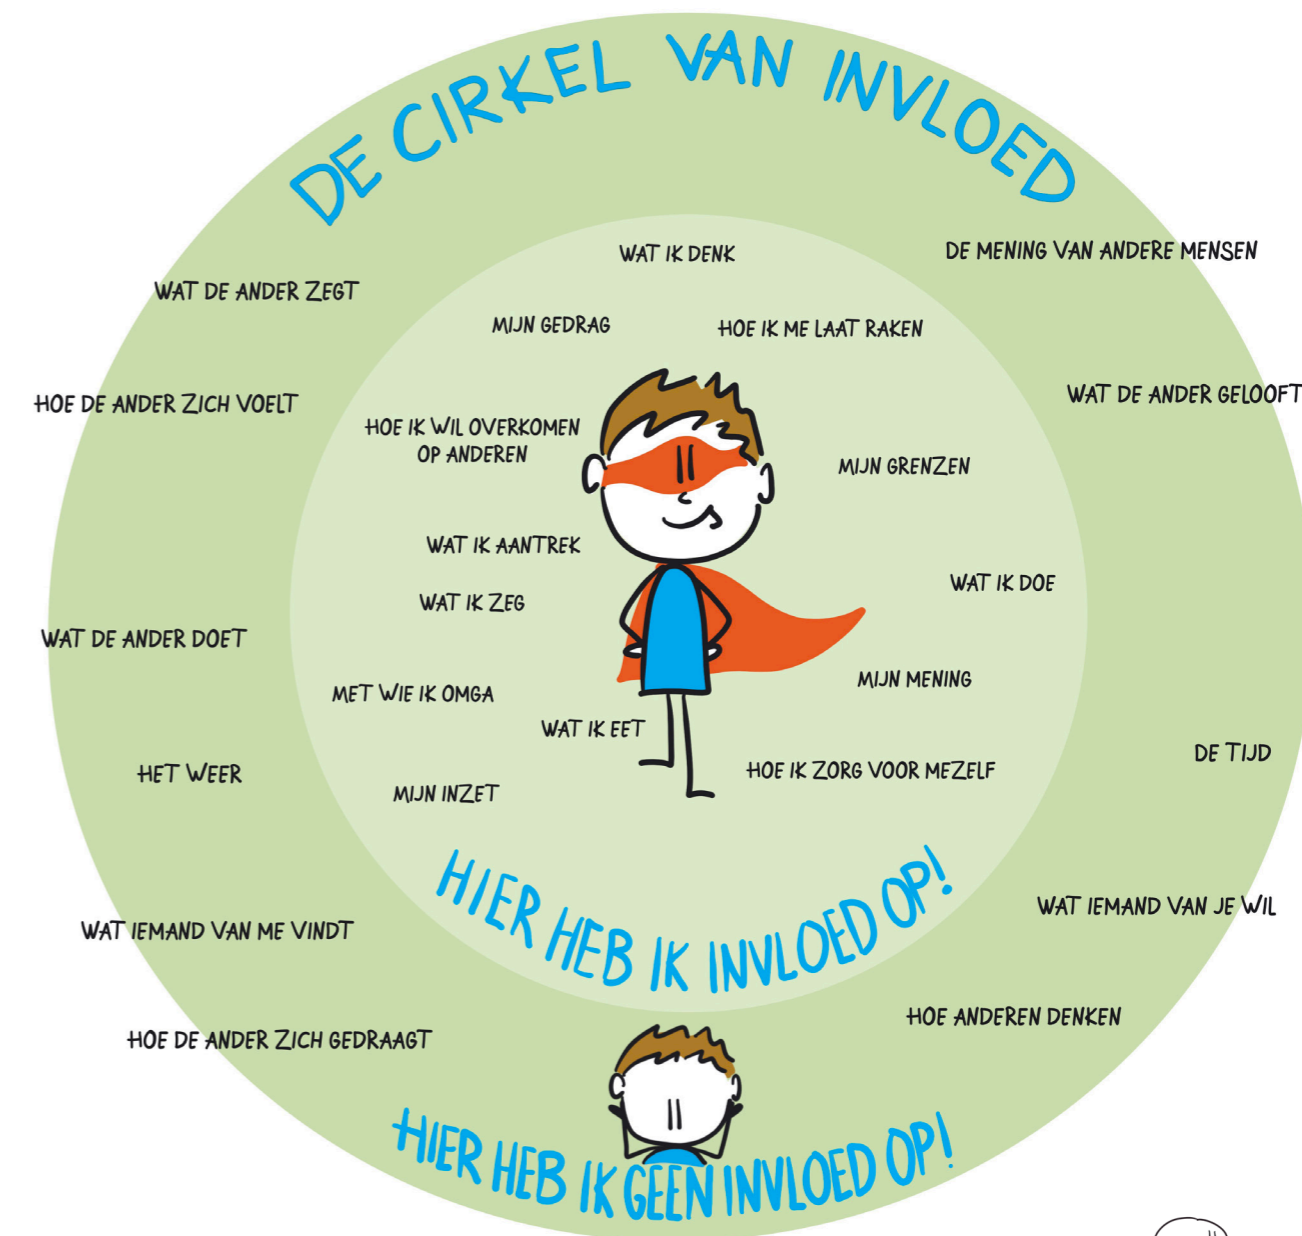 DE CIRKEL VAN INVLOED
WAT IK DENK
DE MENING VAN ANDERE MENSEN
WAT DE ANDER ZEGT
MIJN GEDRAG
HOE IK ME LAAT RAKEN
HOE DE ANDER ZICH VOELT
WAT DE ANDER GELOOFT
HOE IK WIL OVERKOMEN
OP ANDEREN
MIJN GRENZEN
WAT IK AANTREK
WAT IK DOE
WAT IK ZEG
WAT DE ANDER DOET
MIJN MENING
MET WIE IK OMGA
WAT IK EET
DE TIJD
HET WEER
HOE IK ZORG VOOR MEZELF
MIJN INZET
HIER HEB IK INVLOED OP!
WAT IEMAND VAN JE WIL
WAT IEMAND VAN ME VINDT
HOE ANDEREN DENKEN
HOE DE ANDER ZICH GEDRAAGT
HIER HEB IK GEEN INVLOED OP!